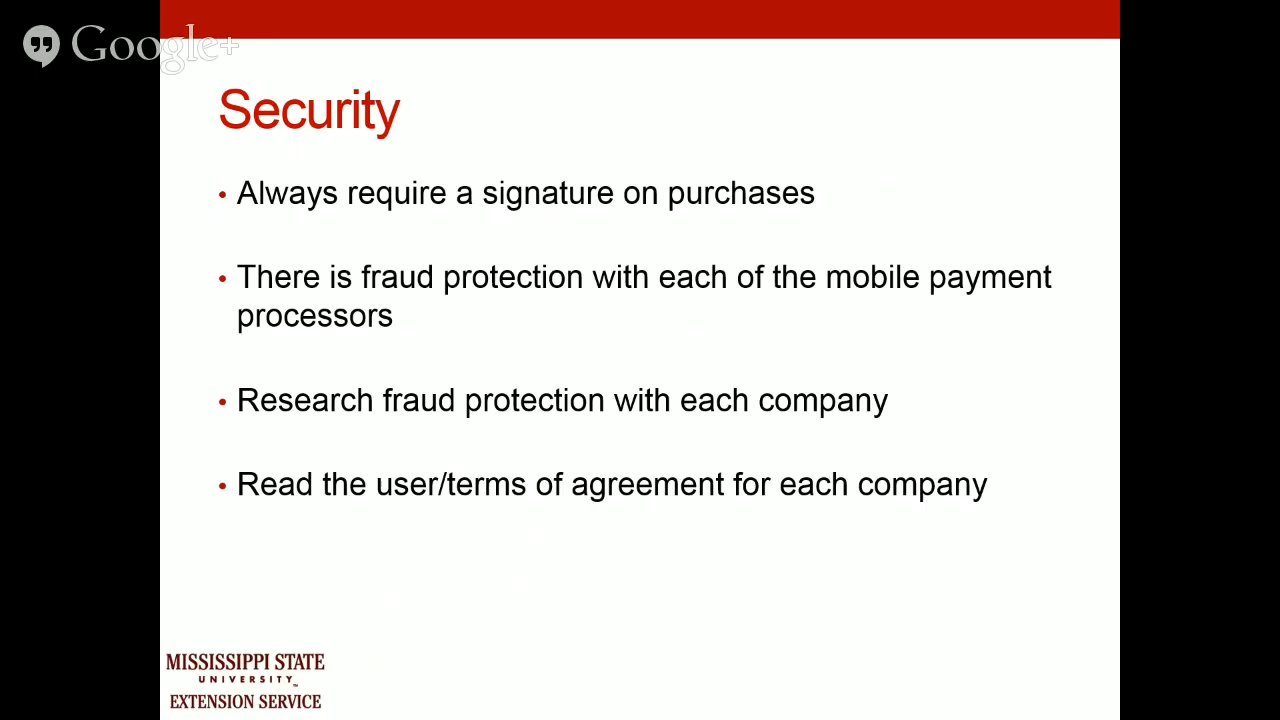 Google+
Security
• Always require a signature on purchases
• There is fraud protection with each of the mobile payment
processors
• Research fraud protection with each company
• Read the user/terms of agreement for each company
MISSISSIPPI STATE
UNIVERSITY™
EXTENSION SERVICE